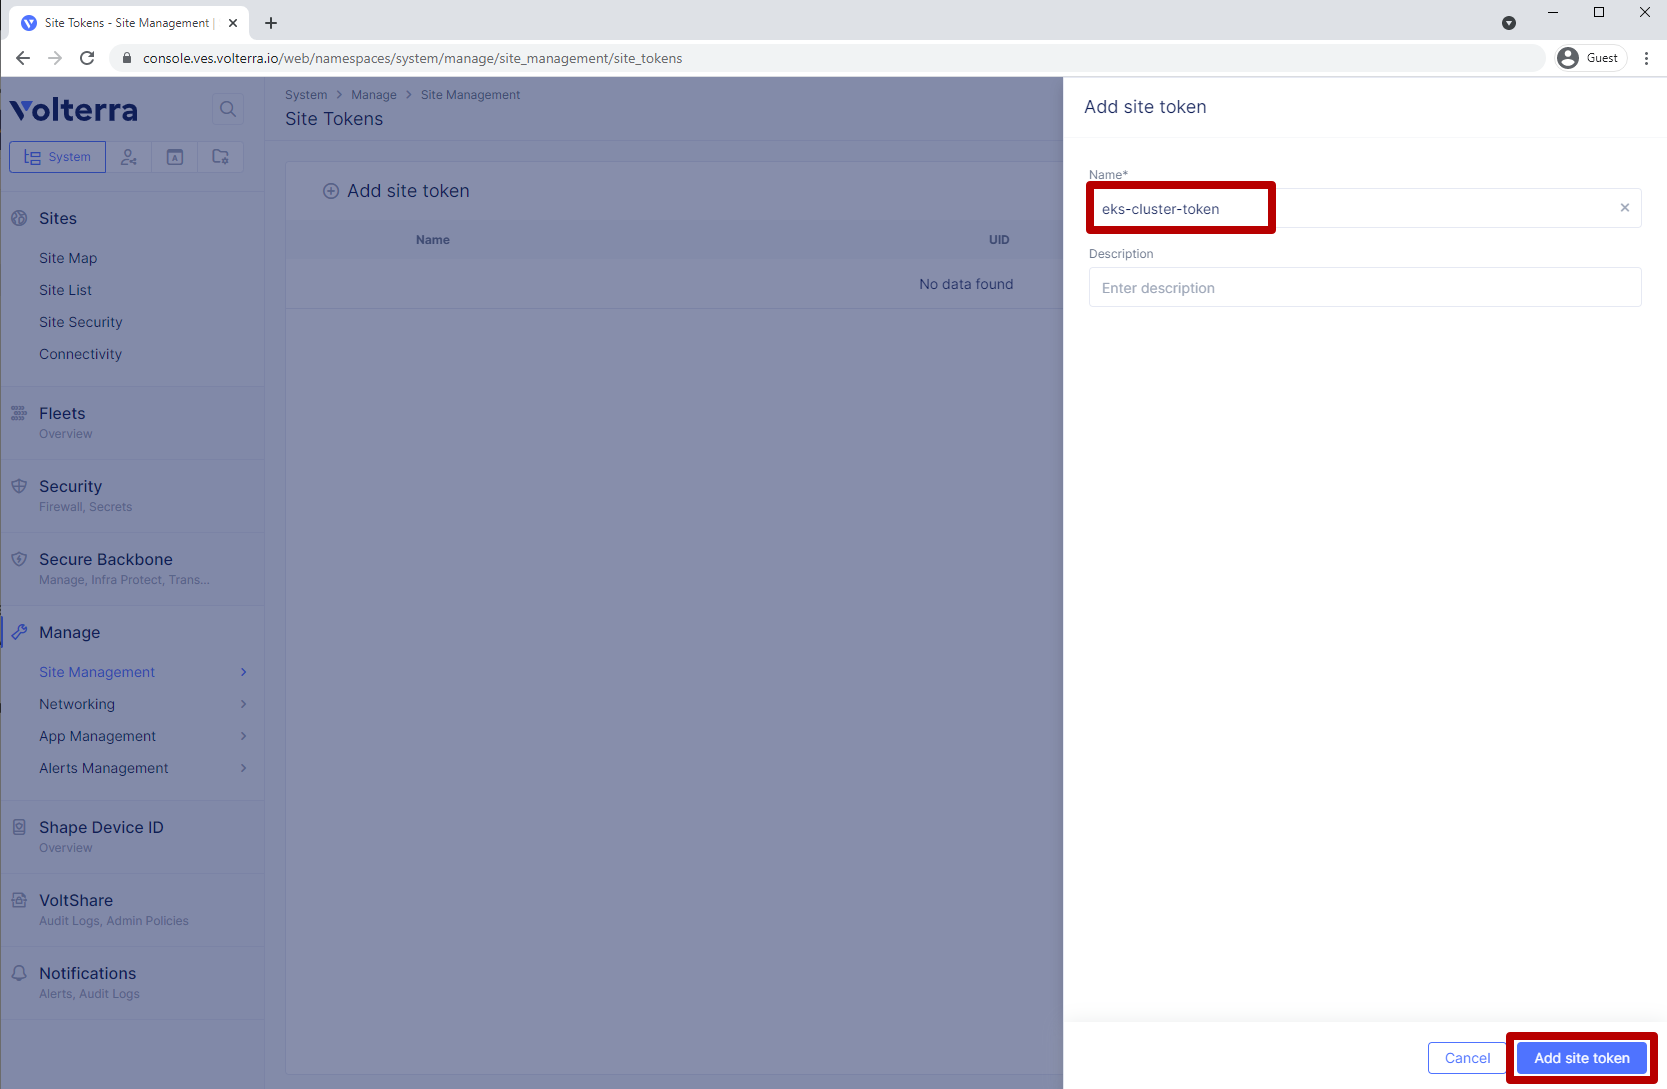 Site Tokens - Site Management |
console.ves.volterra.io/web/namespaces/system/manage/site_management/site_tokens
Guest
Volterra
System
Sites
Site Map
Site List
Site Security
Connectivity
Fleets
Overview
Security
Firewall, Secrets
Secure Backbone
Manage, Infra Protect, Trans...
Manage
Site Management
Networking
App Management
Alerts Management
Shape Device ID
Overview
VoltShare
Audit Logs, Admin Policies
Notifications
Alerts, Audit Logs
System > Manage > Site Management
Site Tokens
Add site token
Name UID
No data found
Add site token
Name*
eks-cluster-token
Description
Enter description
Cancel
Add site token